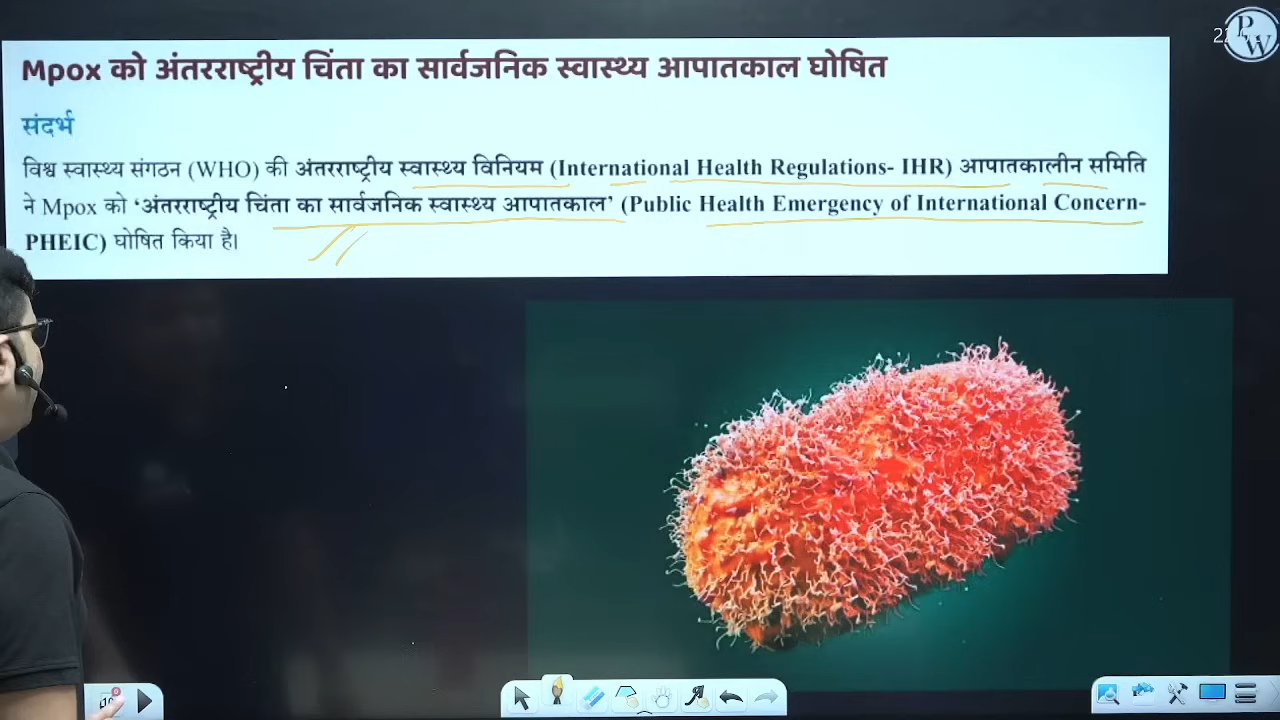 Mpox को अंतरराष्ट्रीय चिंता का सार्वजनिक स्वास्थ्य आपातकाल घोषित
PW
संदर्भ
विश्व स्वास्थ्य संगठन (WHO) की अंतरराष्ट्रीय स्वास्थ्य विनियम (International Health Regulations- IHR) आपातकालीन समिति
ने Mpox को ‘अंतरराष्ट्रीय चिंता का सार्वजनिक स्वास्थ्य आपातकाल’ (Public Health Emergency of International Concern-
PHEIC) घोषित किया है।